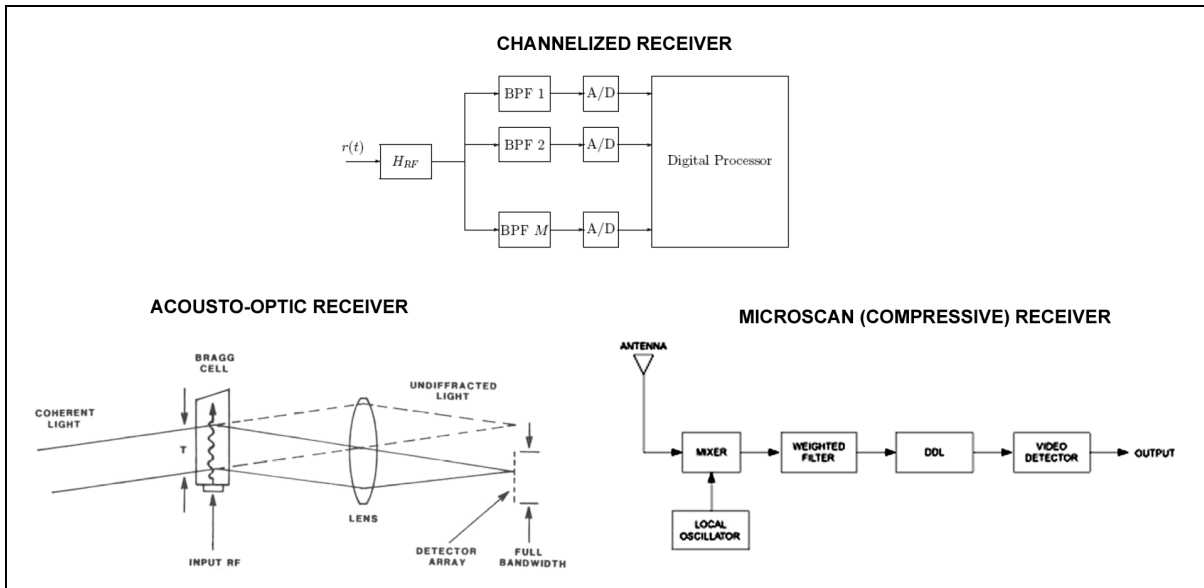 CHANNELIZED RECEIVER
BPF 1
A/D
BPF 2
A/D
r(t)
H_RF
Digital Processor
BPF M
A/D
ACOUSTO-OPTIC RECEIVER
BRAGG
CELL
UNDIFFRACTED
LIGHT
COHERENT
LIGHT
T
LENS
INPUT RF
DETECTOR
ARRAY
FULL
BANDWIDTH
MICROSCAN (COMPRESSIVE) RECEIVER
ANTENNA
MIXER
WEIGHTED
FILTER
DDL
VIDEO
DETECTOR
OUTPUT
LOCAL
OSCILLATOR